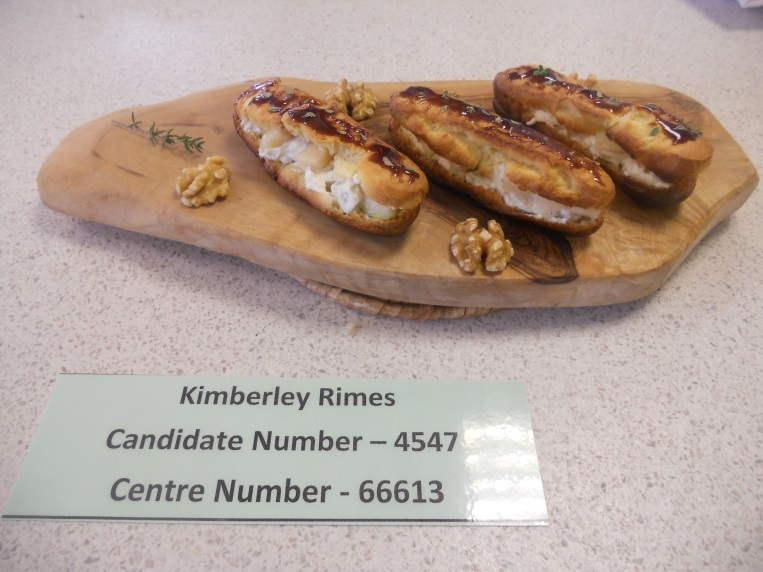 Kimberley Rimes
Candidate Number – 4547
Centre Number - 66613